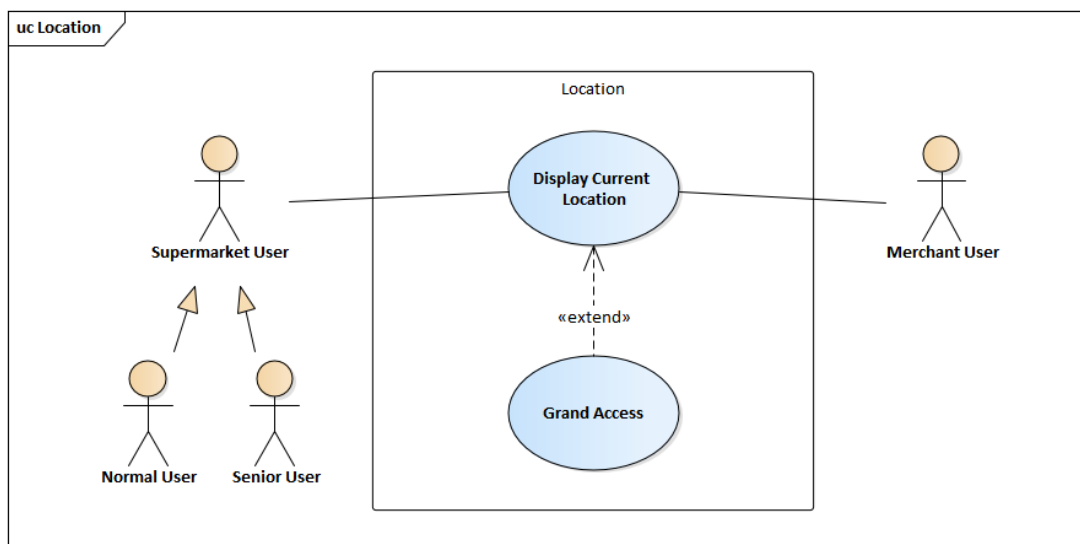 uc Location
Location
Display Current
Location
Supermarket User
Merchant User
«extend»
Grand Access
Normal User
Senior User